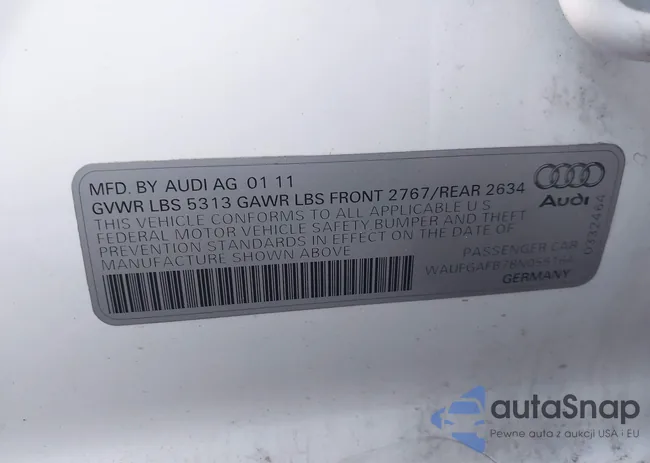 MFD. BY AUDI AG 01 11
GVWR LBS 5313 GAWR LBS FRONT 2767/REAR 2634
THIS VEHICLE CONFORMS TO ALL APPLICABLE U S
FEDERAL MOTOR VEHICLE SAFETY, BUMPER AND THEFT
PREVENTION STANDARDS IN EFFECT ON THE DATE OF
MANUFACTURE SHOWN ABOVE
Audi
PASSENGER CAR
GERMANY
D332464
autoSnap
Pewne auta z aukcji USA - EU